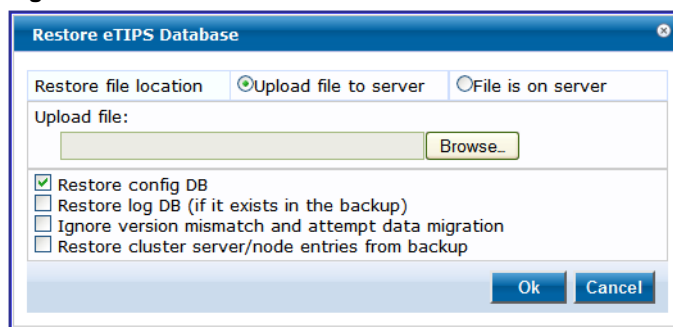 Restore eTIPS Database
Restore file location Upload file to server File is on server
Upload file:
Browse...
Restore config DB
Restore log DB (if it exists in the backup)
Ignore version mismatch and attempt data migration
Restore cluster server/node entries from backup
Ok Cancel